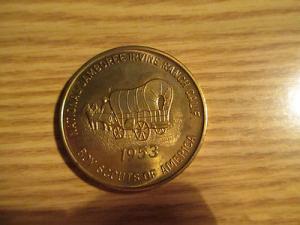 NATIONAL JAMBOREE IRVINE RANCH CALIF
1953
BOY SCOUTS OF AMERICA